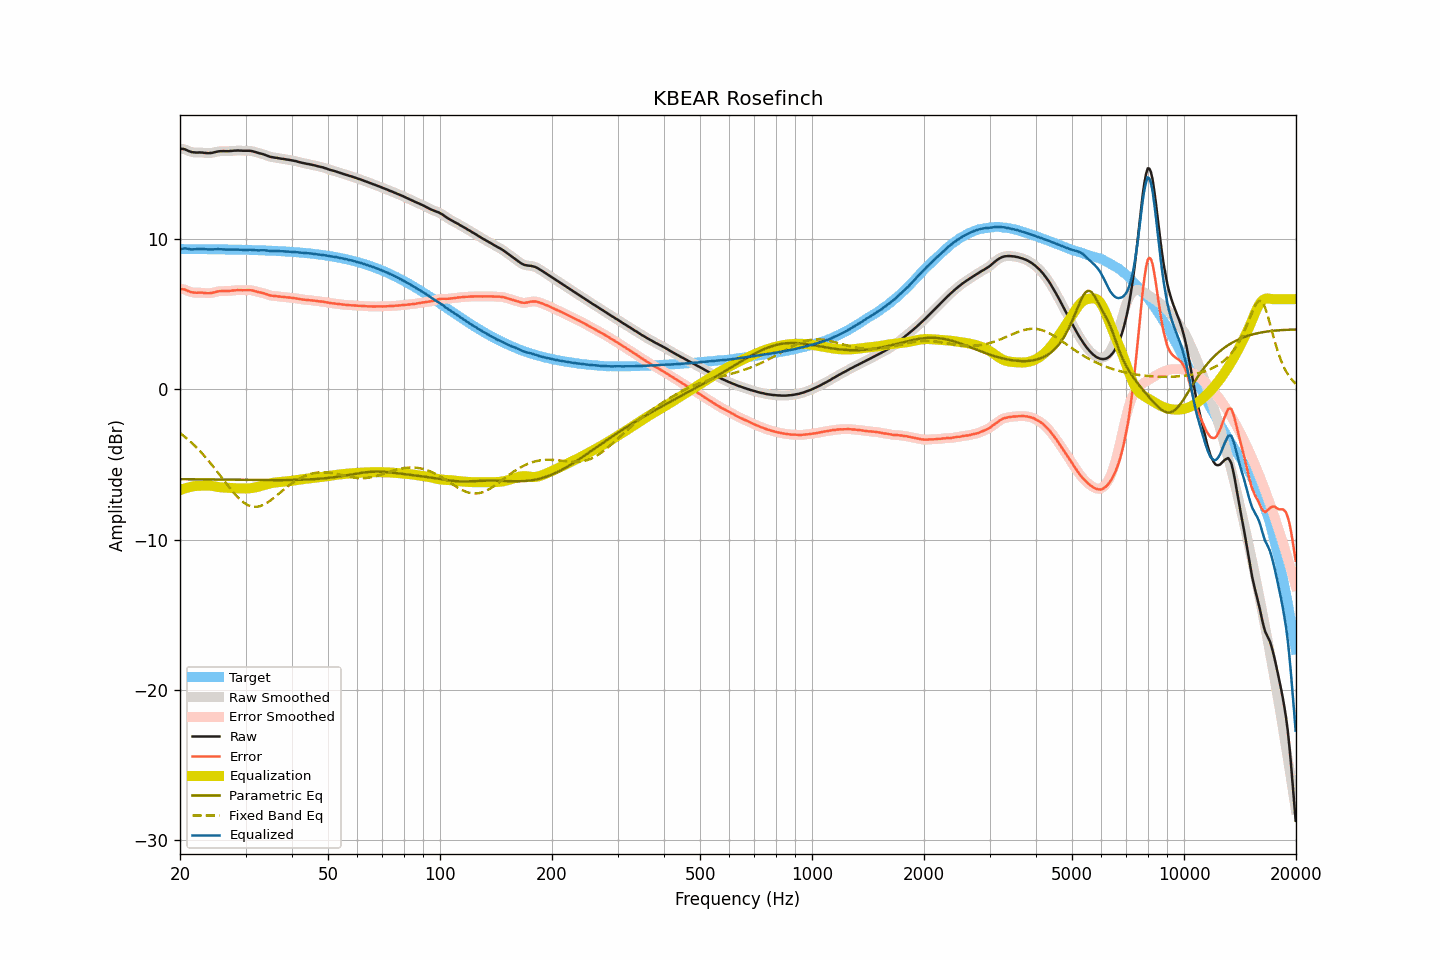 KBEAR Rosefinch
Amplitude (dBr)
10
0
−10
−20
−30
Target
Raw Smoothed
Error Smoothed
Raw
Error
Equalization
Parametric Eq
Fixed Band Eq
Equalized
20 50 100 200 500 1000 2000 5000 10000 20000
Frequency (Hz)